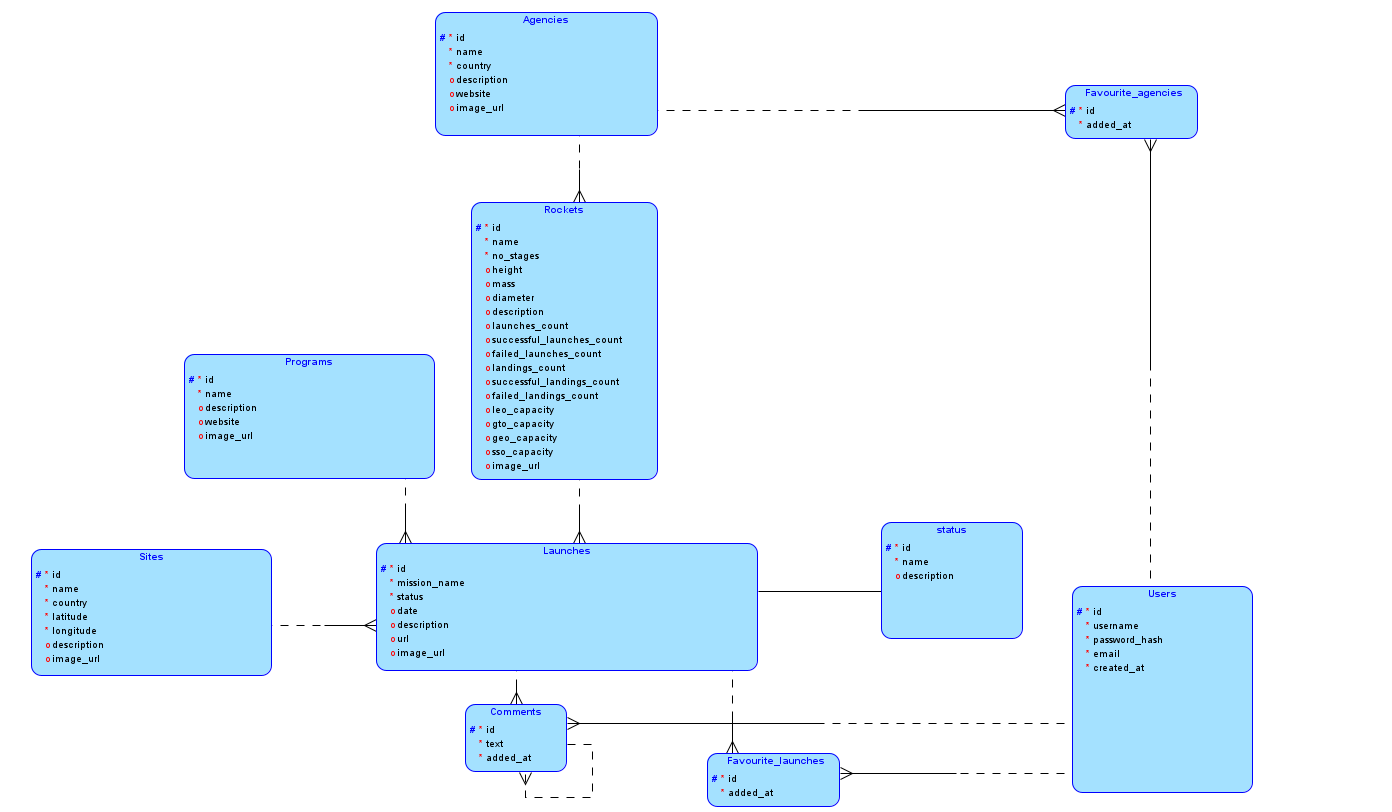 Agencies
# * id
* name
* country
o description
o website
o image_url
Favourite_agencies
# * id
* added_at
Rockets
# * id
* name
* no_stages
o height
o mass
o diameter
o description
o launches_count
o successful_launches_count
o failed_launches_count
o landings_count
o successful_landings_count
o failed_landings_count
o leo_capacity
o gto_capacity
o geo_capacity
o sso_capacity
o image_url
Programs
# * id
* name
o description
o website
o image_url
Sites
# * id
* name
* country
* latitude
* longitude
o description
o image_url
Launches
# * id
* mission_name
* status
o date
o description
o url
o image_url
status
# * id
* name
o description
Users
# * id
* username
* password_hash
* email
* created_at
Comments
# * id
* text
* added_at
Favourite_launches
# * id
* added_at